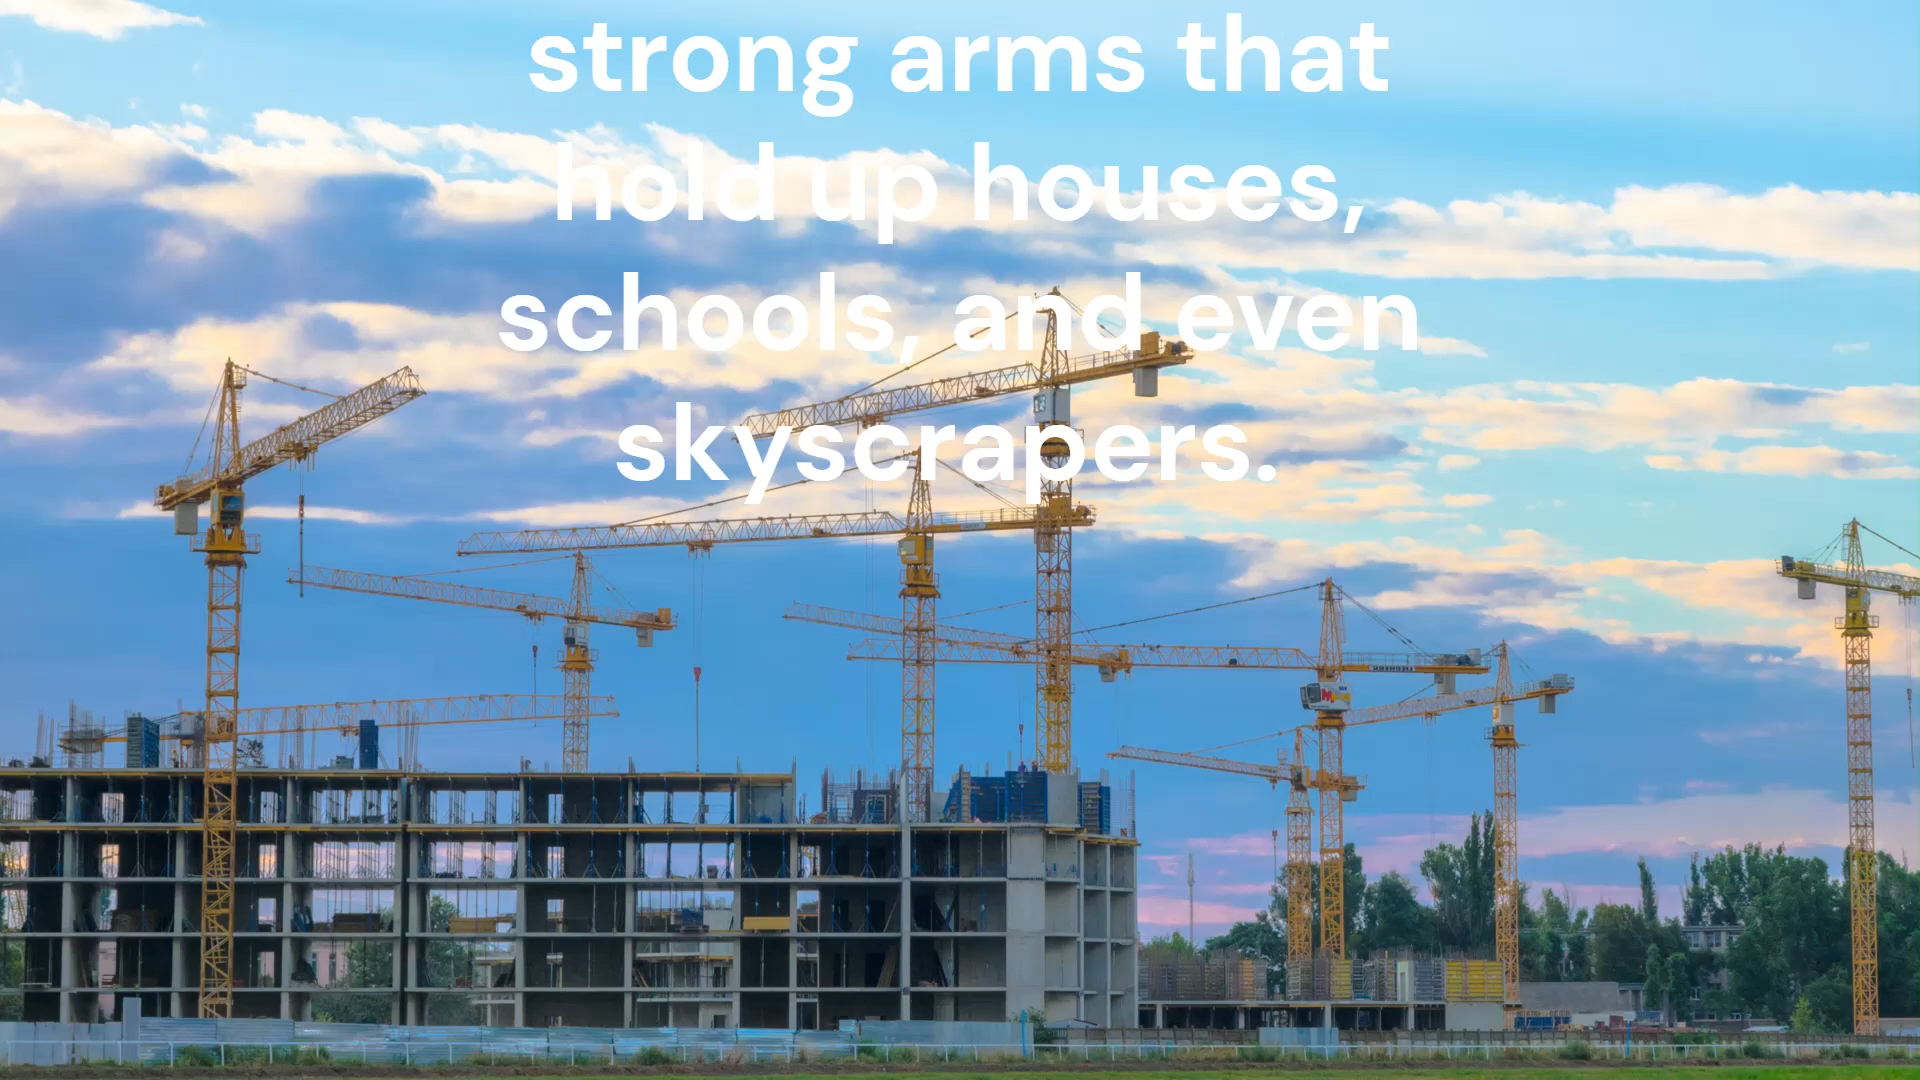 strong arms that
hold up houses,
schools, and even
skyscrapers.